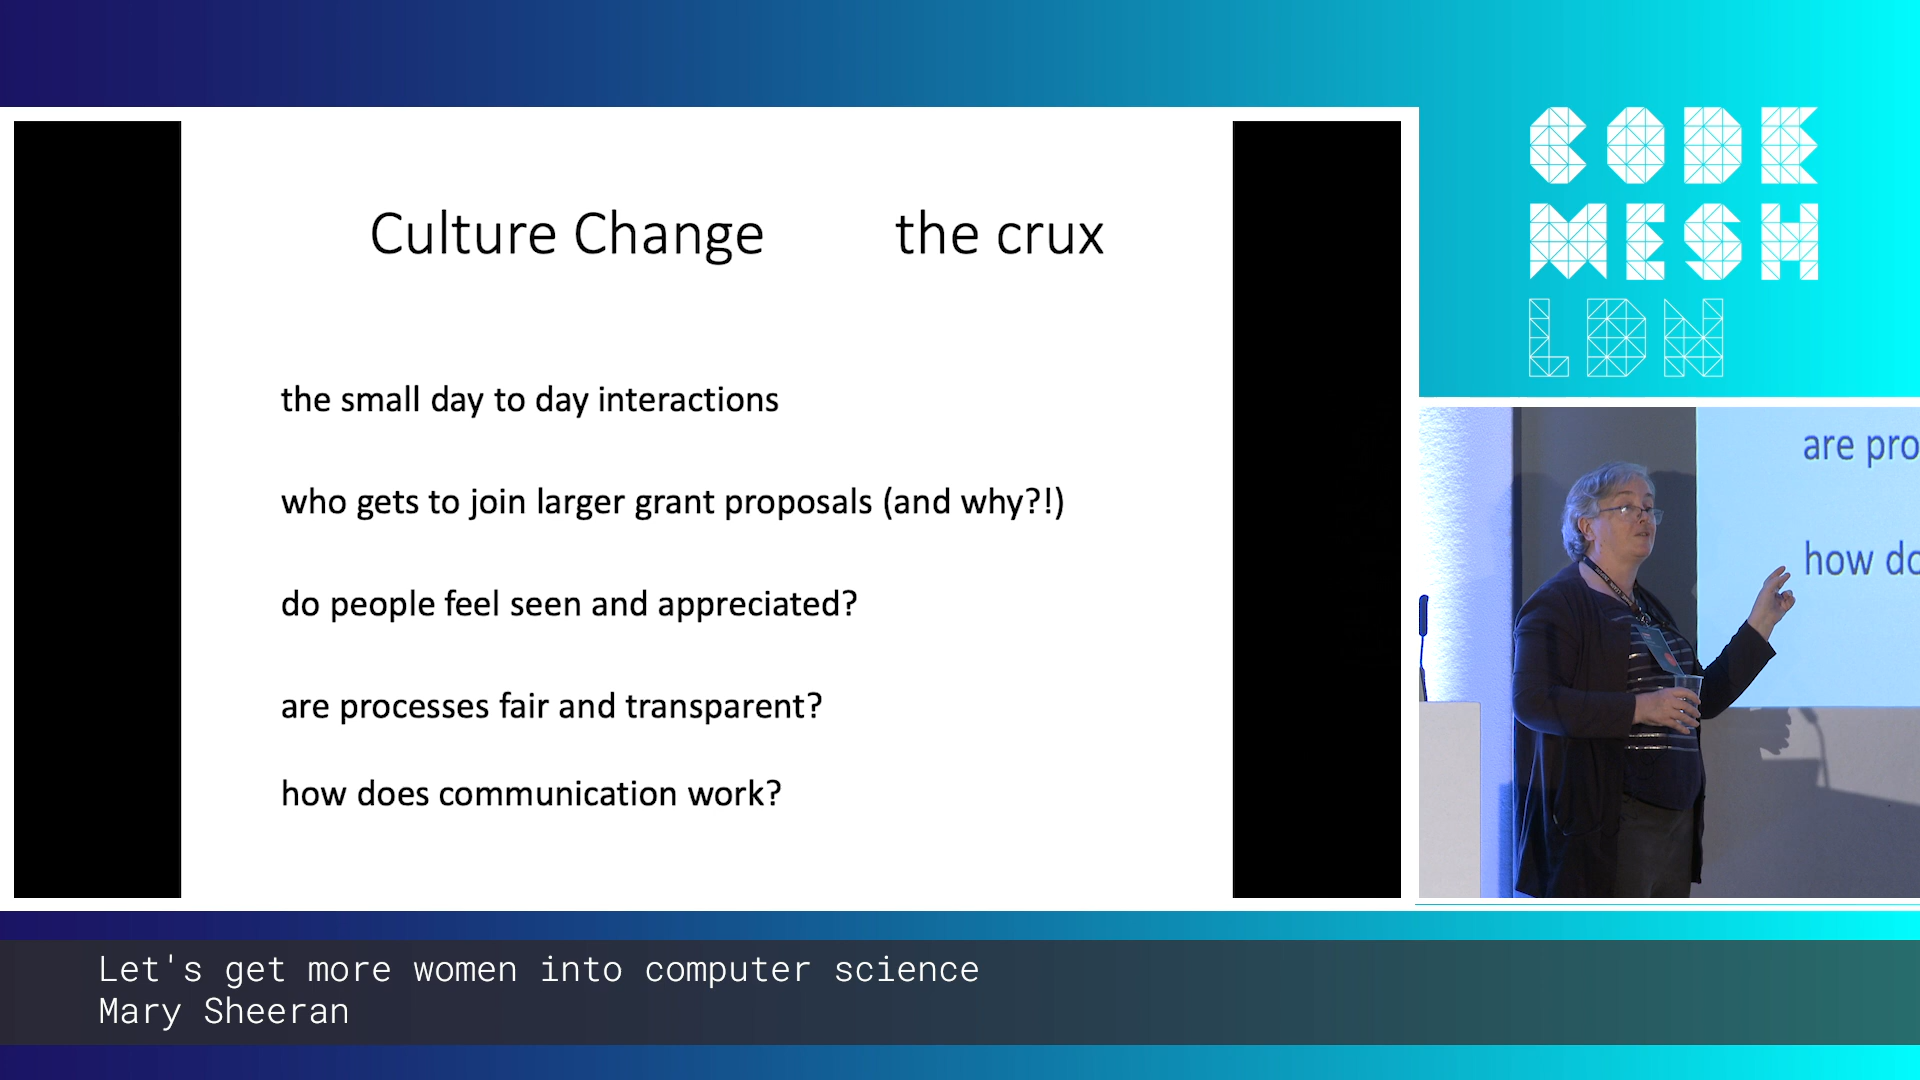 Culture Change the crux
the small day to day interactions
who gets to join larger grant proposals (and why?!)
do people feel seen and appreciated?
are processes fair and transparent?
how does communication work?
CODE
MESH
LDN
are pro
how do
Let's get more women into computer science
Mary Sheeran